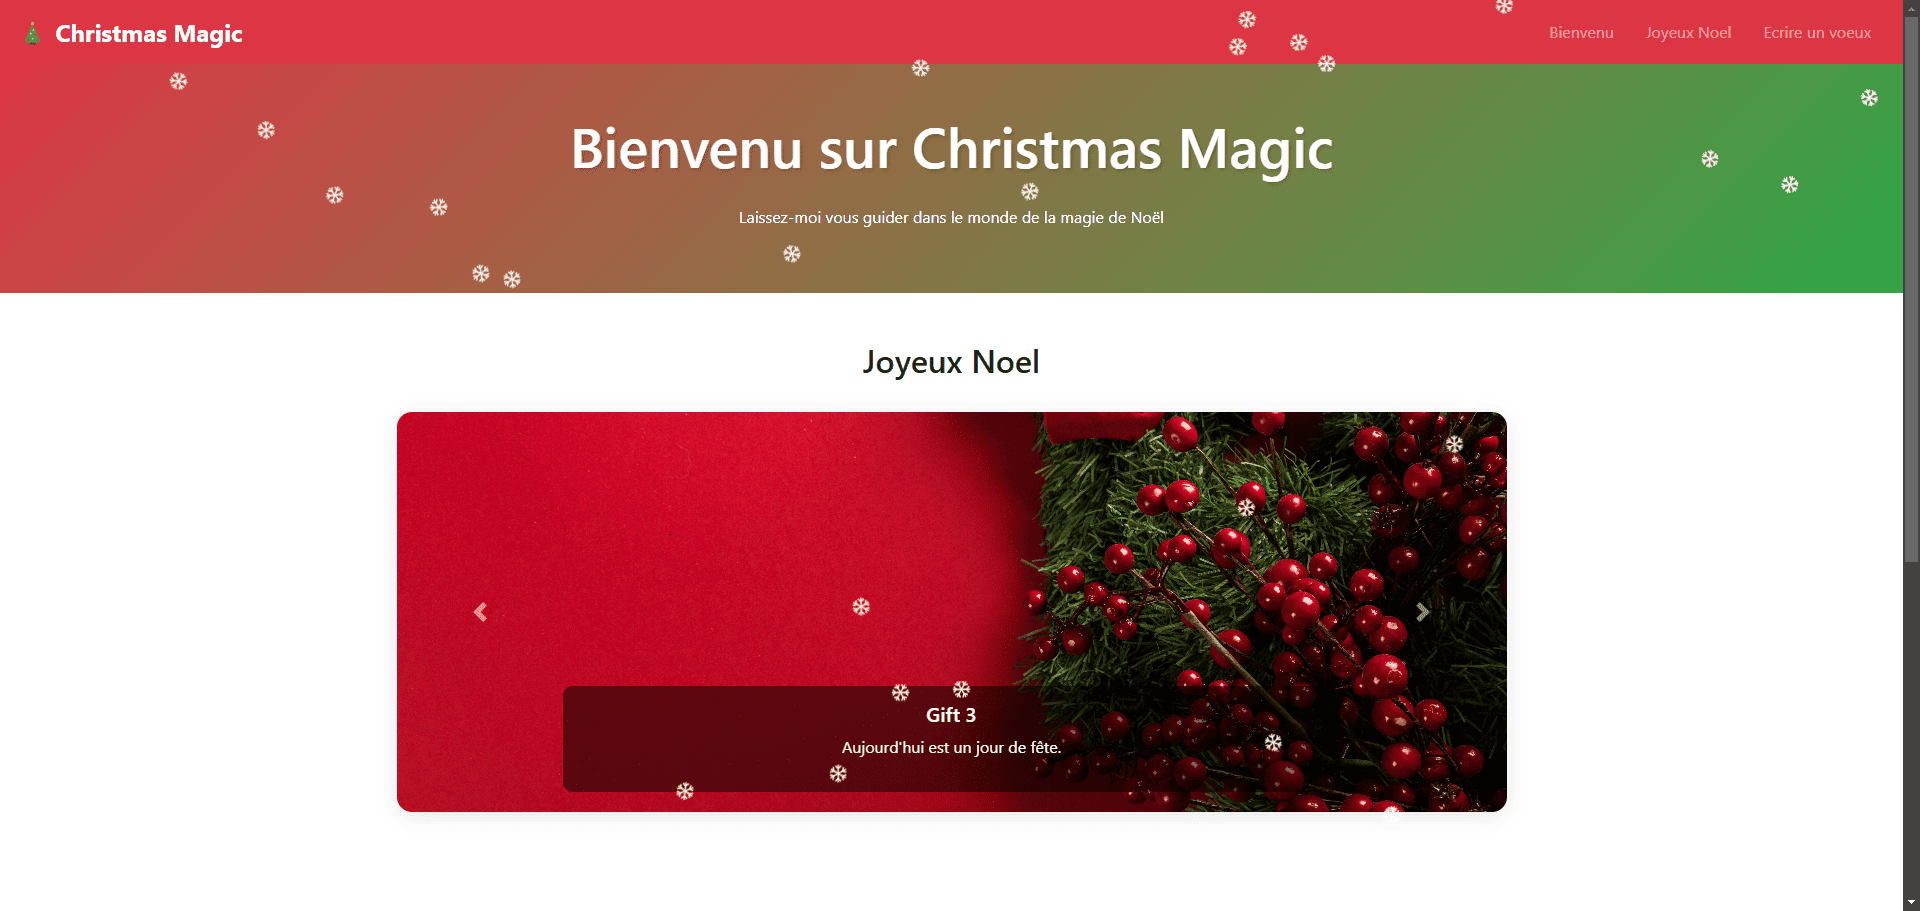 Christmas Magic
Bienvenu
Joyeux Noel
Ecrire un voeux
Bienvenu sur Christmas Magic
Laissez-moi vous guider dans le monde de la magie de Noël
Joyeux Noel
Gift 3
Aujourd'hui est un jour de fête.